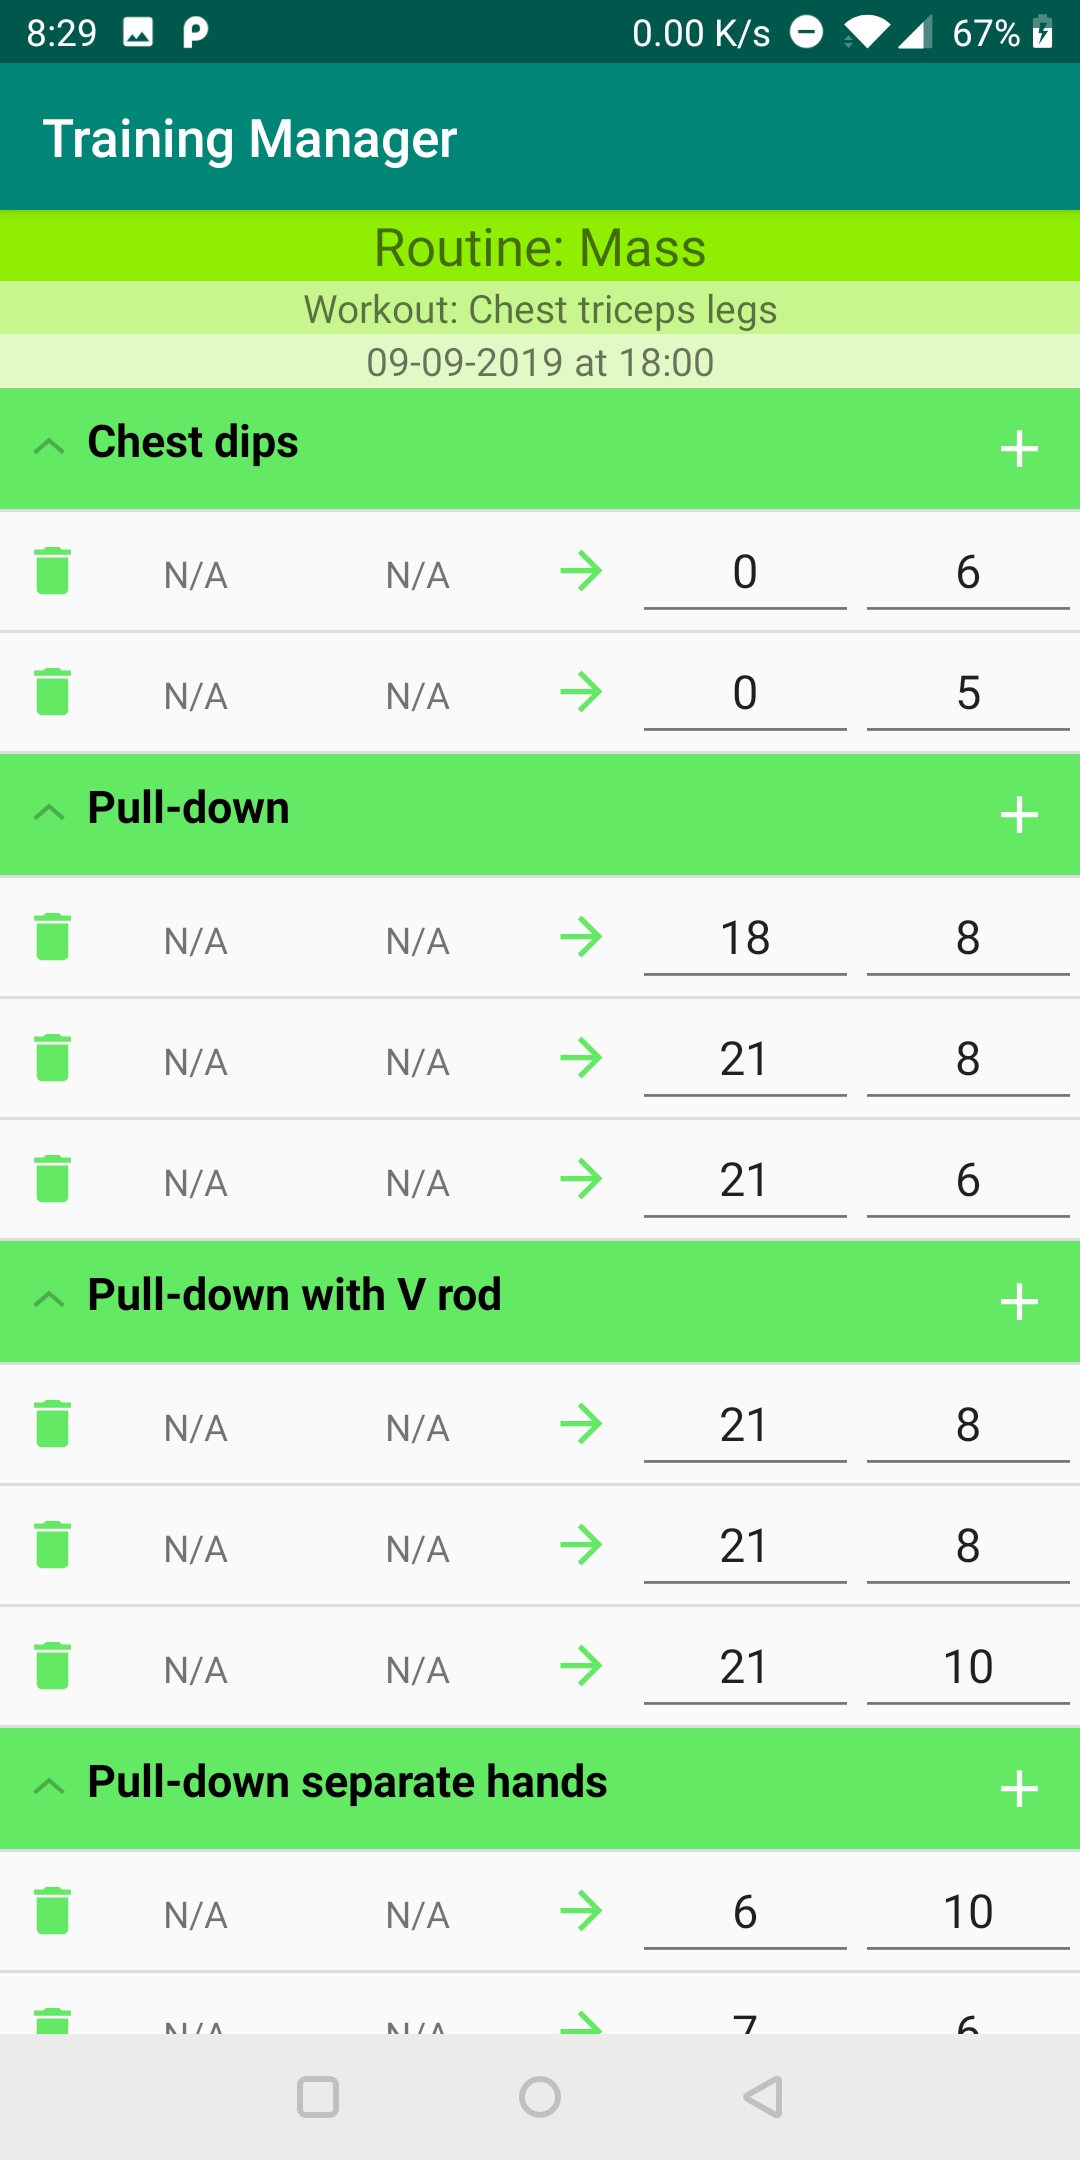 8:29 0.00 K/s 67%
Training Manager
Routine: Mass
Workout: Chest triceps legs
09-09-2019 at 18:00
Chest dips
N/A N/A 0 6
N/A N/A 0 5
Pull-down
N/A N/A 18 8
N/A N/A 21 8
N/A N/A 21 6
Pull-down with V rod
N/A N/A 21 8
N/A N/A 21 8
N/A N/A 21 10
Pull-down separate hands
N/A N/A 6 10
N/A N/A 7 6